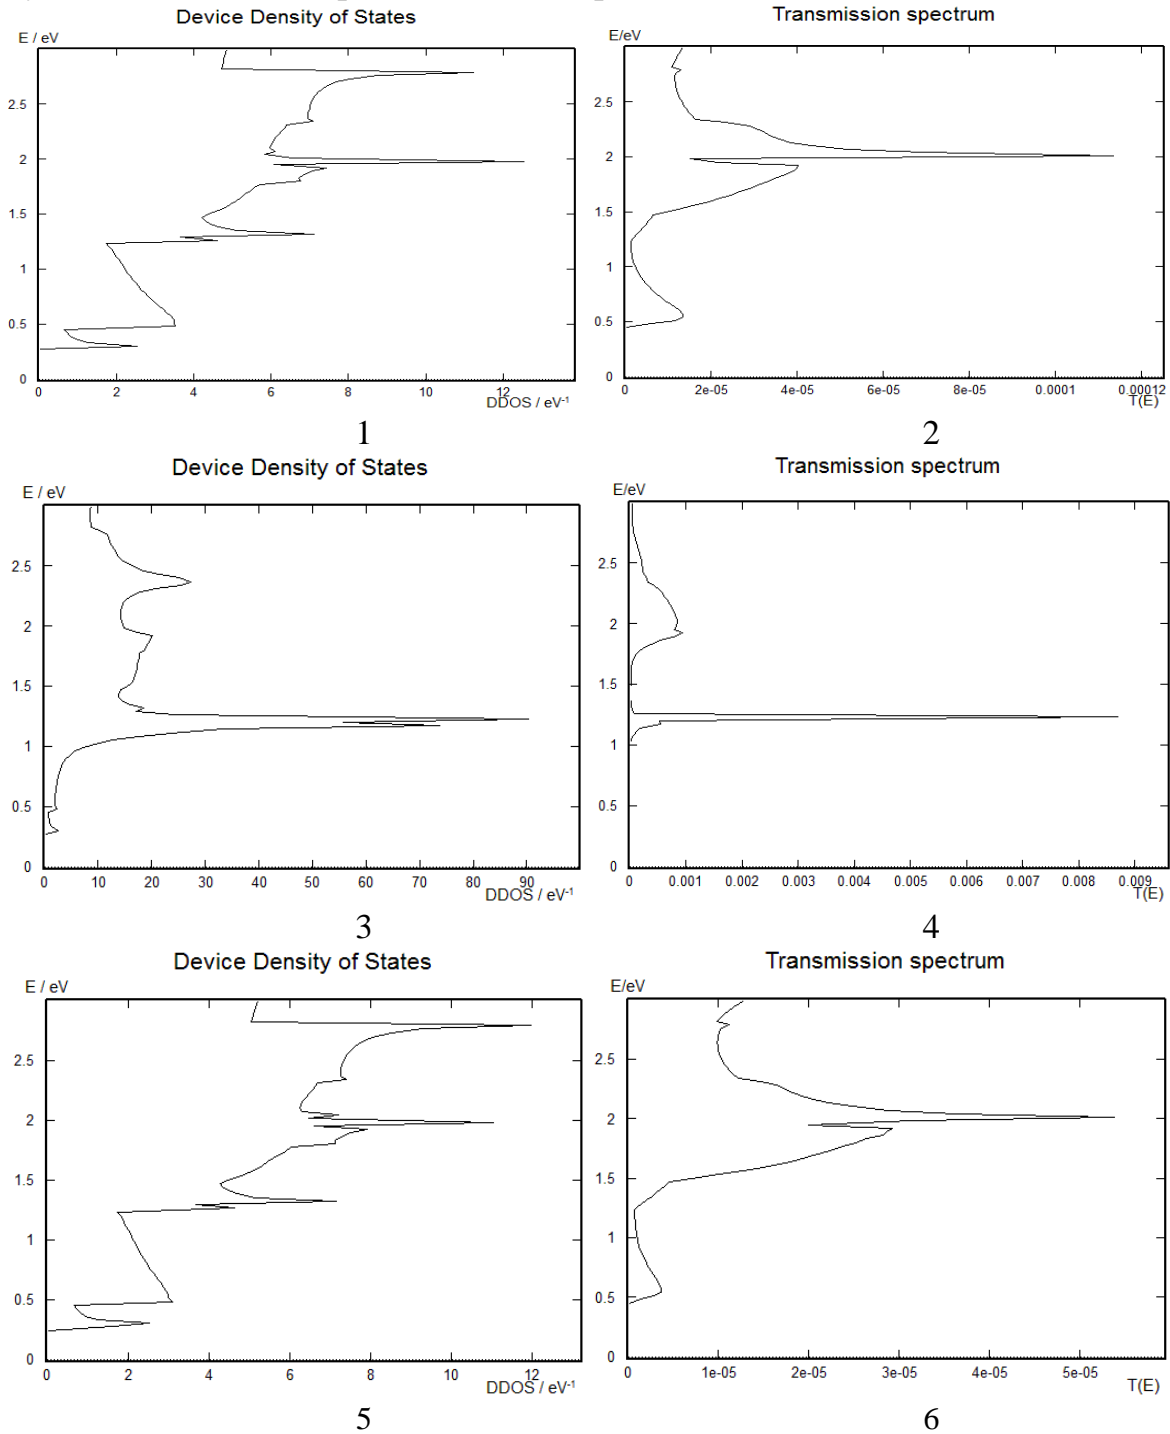 Device Density of States
E / eV
2.5
2
1.5
1
0.5
0
0 2 4 6 8 10 12
DDOS / eV-1
1
Transmission spectrum
E/eV
2.5
2
1.5
1
0.5
0
0 2e-05 4e-05 6e-05 8e-05 0.0001 0.00012
T(E)
2
Device Density of States
E / eV
2.5
2
1.5
1
0.5
0
0 10 20 30 40 50 60 70 80 90
DDOS / eV-1
3
Transmission spectrum
E/eV
2.5
2
1.5
1
0.5
0
0 0.001 0.002 0.003 0.004 0.005 0.006 0.007 0.008 0.009
T(E)
4
Device Density of States
E / eV
2.5
2
1.5
1
0.5
0
0 2 4 6 8 10 12
DDOS / eV-1
5
Transmission spectrum
E/eV
2.5
2
1.5
1
0.5
0
0 1e-05 2e-05 3e-05 4e-05 5e-05
T(E)
6